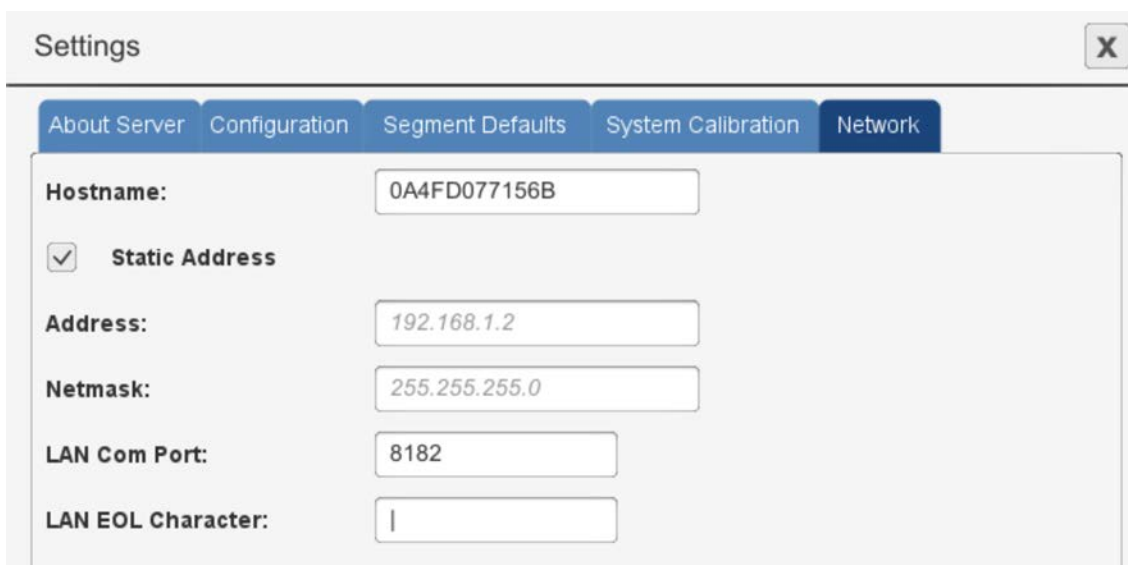 Settings
X
About Server Configuration Segment Defaults System Calibration Network
Hostname: 0A4FD077156B
Static Address
Address: 192.168.1.2
Netmask: 255.255.255.0
LAN Com Port: 8182
LAN EOL Character: |